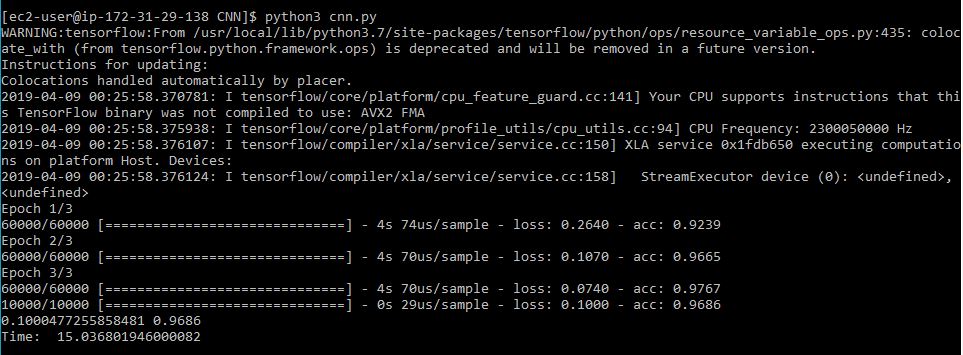 [ec2-user@ip-172-31-29-138 CNN]$ python3 cnn.py
WARNING:tensorflow:From /usr/local/lib/python3.7/site-packages/tensorflow/python/ops/resource_variable_ops.py:435: coloc
ate_with (from tensorflow.python.framework.ops) is deprecated and will be removed in a future version.
Instructions for updating:
Colocations handled automatically by placer.
2019-04-09 00:25:58.370781: I tensorflow/core/platform/cpu_feature_guard.cc:141] Your CPU supports instructions that thi
s TensorFlow binary was not compiled to use: AVX2 FMA
2019-04-09 00:25:58.375938: I tensorflow/core/platform/profile_utils/cpu_utils.cc:94] CPU Frequency: 2300050000 Hz
2019-04-09 00:25:58.376107: I tensorflow/compiler/xla/service/service.cc:150] XLA service 0x1fdb650 executing computatio
ns on platform Host. Devices:
2019-04-09 00:25:58.376124: I tensorflow/compiler/xla/service/service.cc:158]   StreamExecutor device (0): <undefined>,
<undefined>
Epoch 1/3
60000/60000 [==============================] - 4s 74us/sample - loss: 0.2640 - acc: 0.9239
Epoch 2/3
60000/60000 [==============================] - 4s 70us/sample - loss: 0.1070 - acc: 0.9665
Epoch 3/3
60000/60000 [==============================] - 4s 70us/sample - loss: 0.0740 - acc: 0.9767
10000/10000 [==============================] - 0s 29us/sample - loss: 0.1000 - acc: 0.9686
0.1000477255858481 0.9686
Time:  15.036801946000082